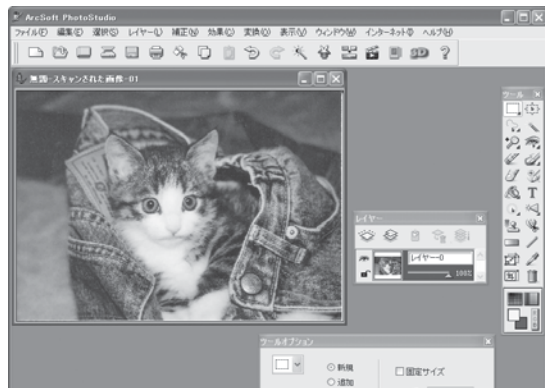 ArcSoft PhotoStudio
ファイル(F) 編集(E) 選択(S) レイヤー(L) 補正(N) 効果(C) 変換(O) 表示(V) ウィンドウ(W) インターネット(I) ヘルプ(H)
3D ?
無題-スキャンされた画像-01
ツール
T
レイヤー
レイヤー-0
100%
ツールオプション
新規
追加
固定サイズ